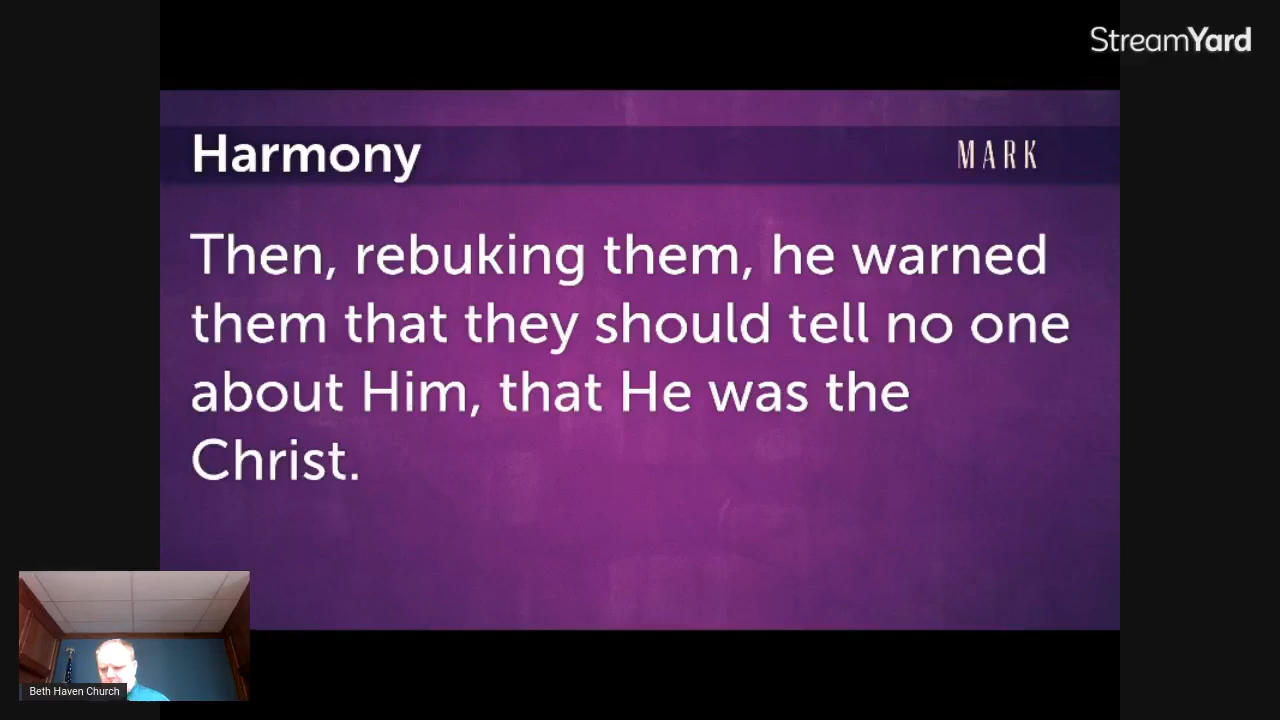 StreamYard
Harmony
MARK
Then, rebuking them, he warned
them that they should tell no one
about Him, that He was the
Christ.
Beth Haven Church